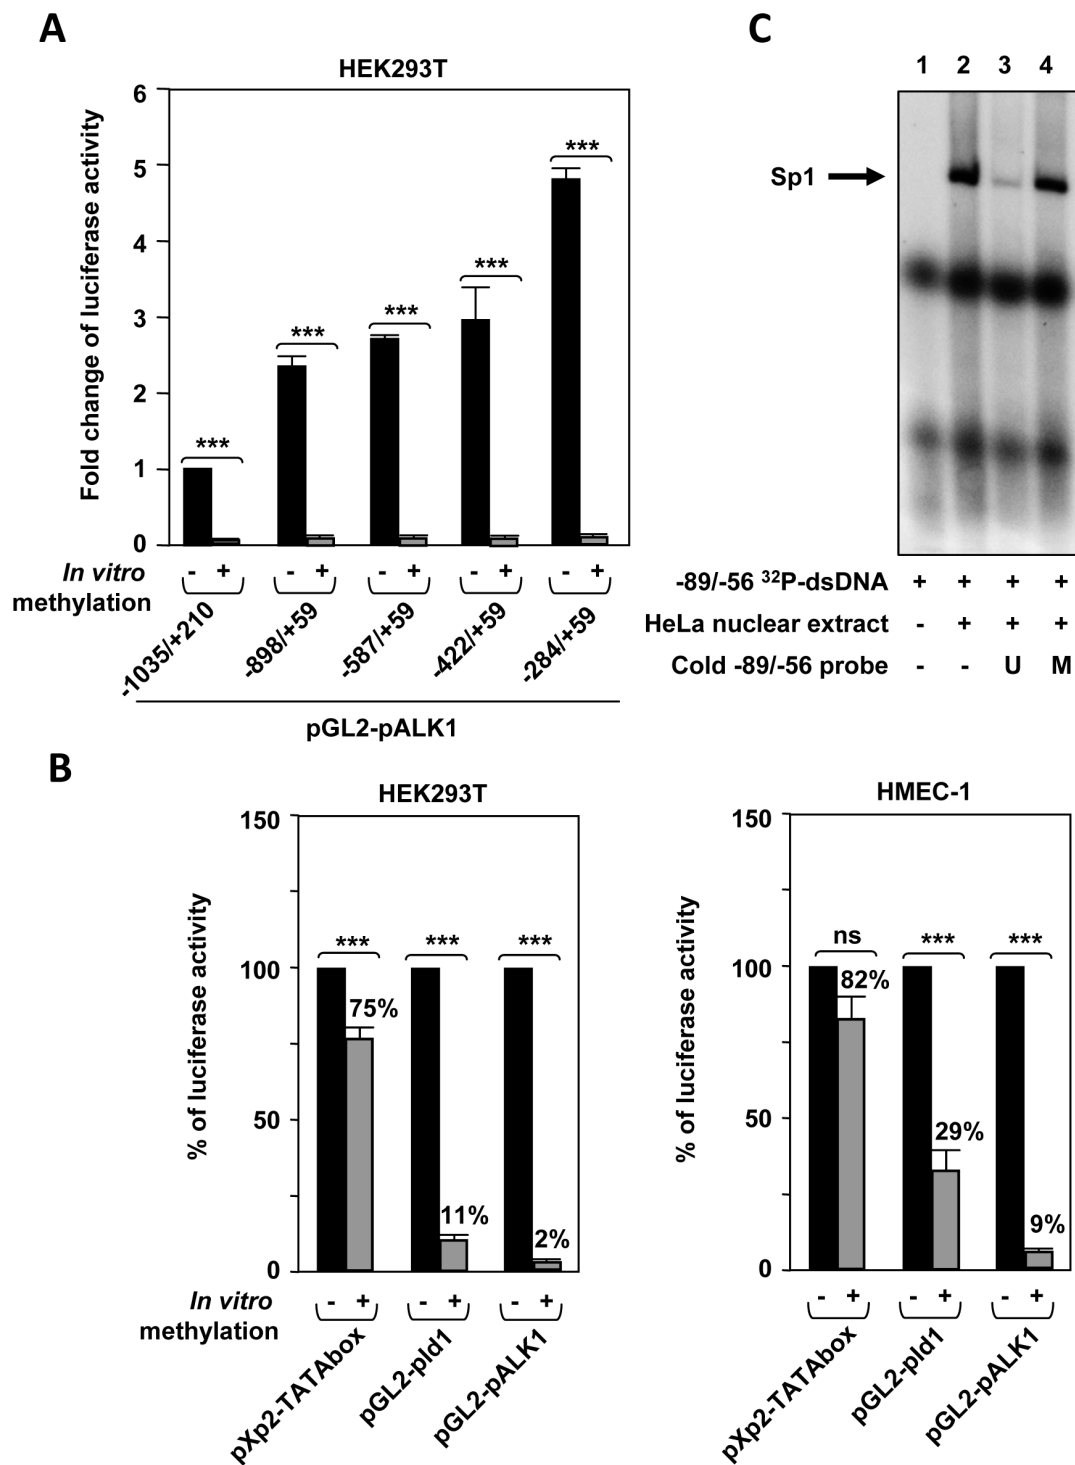 A
HEK293T
Fold change of luciferase activity
6
5
4
3
2
1
0
***
***
***
***
***
In vitro
methylation
- + - + - + - + - +
-1035/+210
-898/+59
-587/+59
-422/+59
-284/+59
pGL2-pALK1
C
1 2 3 4
Sp1
-89/-56 ³²P-dsDNA + + + +
HeLa nuclear extract - + + +
Cold -89/-56 probe - - U M
B
HEK293T
% of luciferase activity
150
100
50
0
*** *** ***
75%
11%
2%
In vitro
methylation
- + - + - +
pXp2-TATAbox
pGL2-pId1
pGL2-pALK1
HMEC-1
% of luciferase activity
150
100
50
0
ns *** ***
82%
29%
9%
- + - + - +
pXp2-TATAbox
pGL2-pId1
pGL2-pALK1